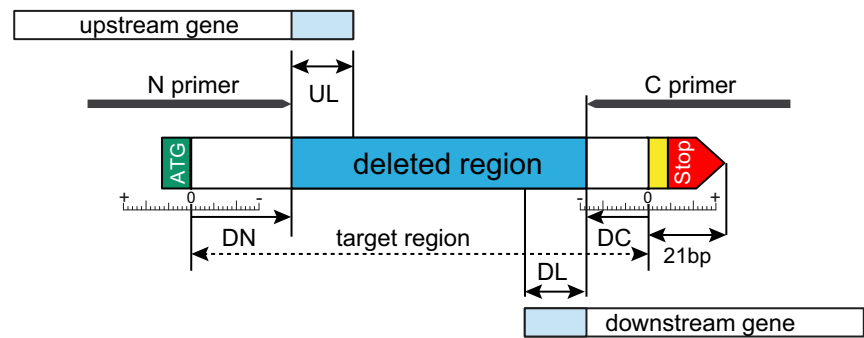 upstream gene
N primer
UL
C primer
ATG
deleted region
Stop
+ 0 -
- 0 +
DN
target region
DC
21bp
DL
downstream gene